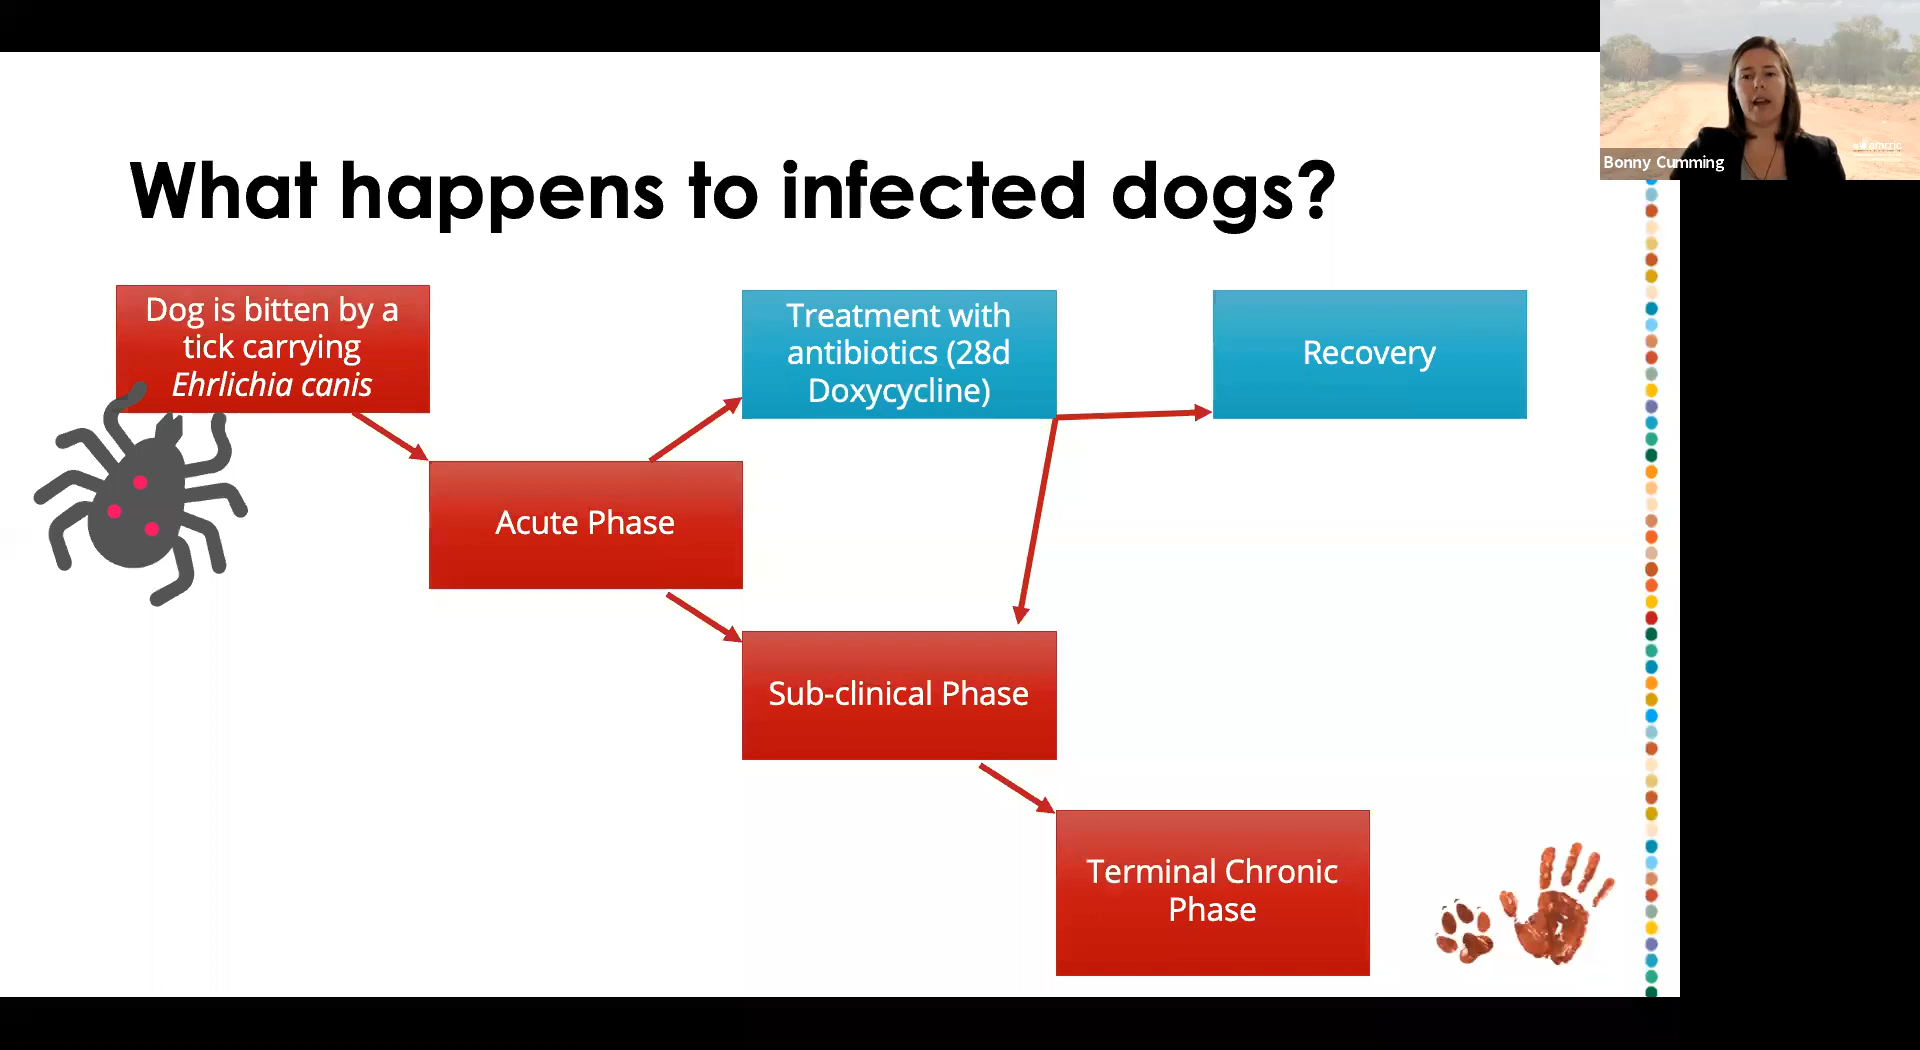 What happens to infected dogs?
Dog is bitten by a
tick carrying
Ehrlichia canis
Treatment with
antibiotics (28d
Doxycycline)
Recovery
Acute Phase
Sub-clinical Phase
Terminal Chronic
Phase
Bonny Cumming